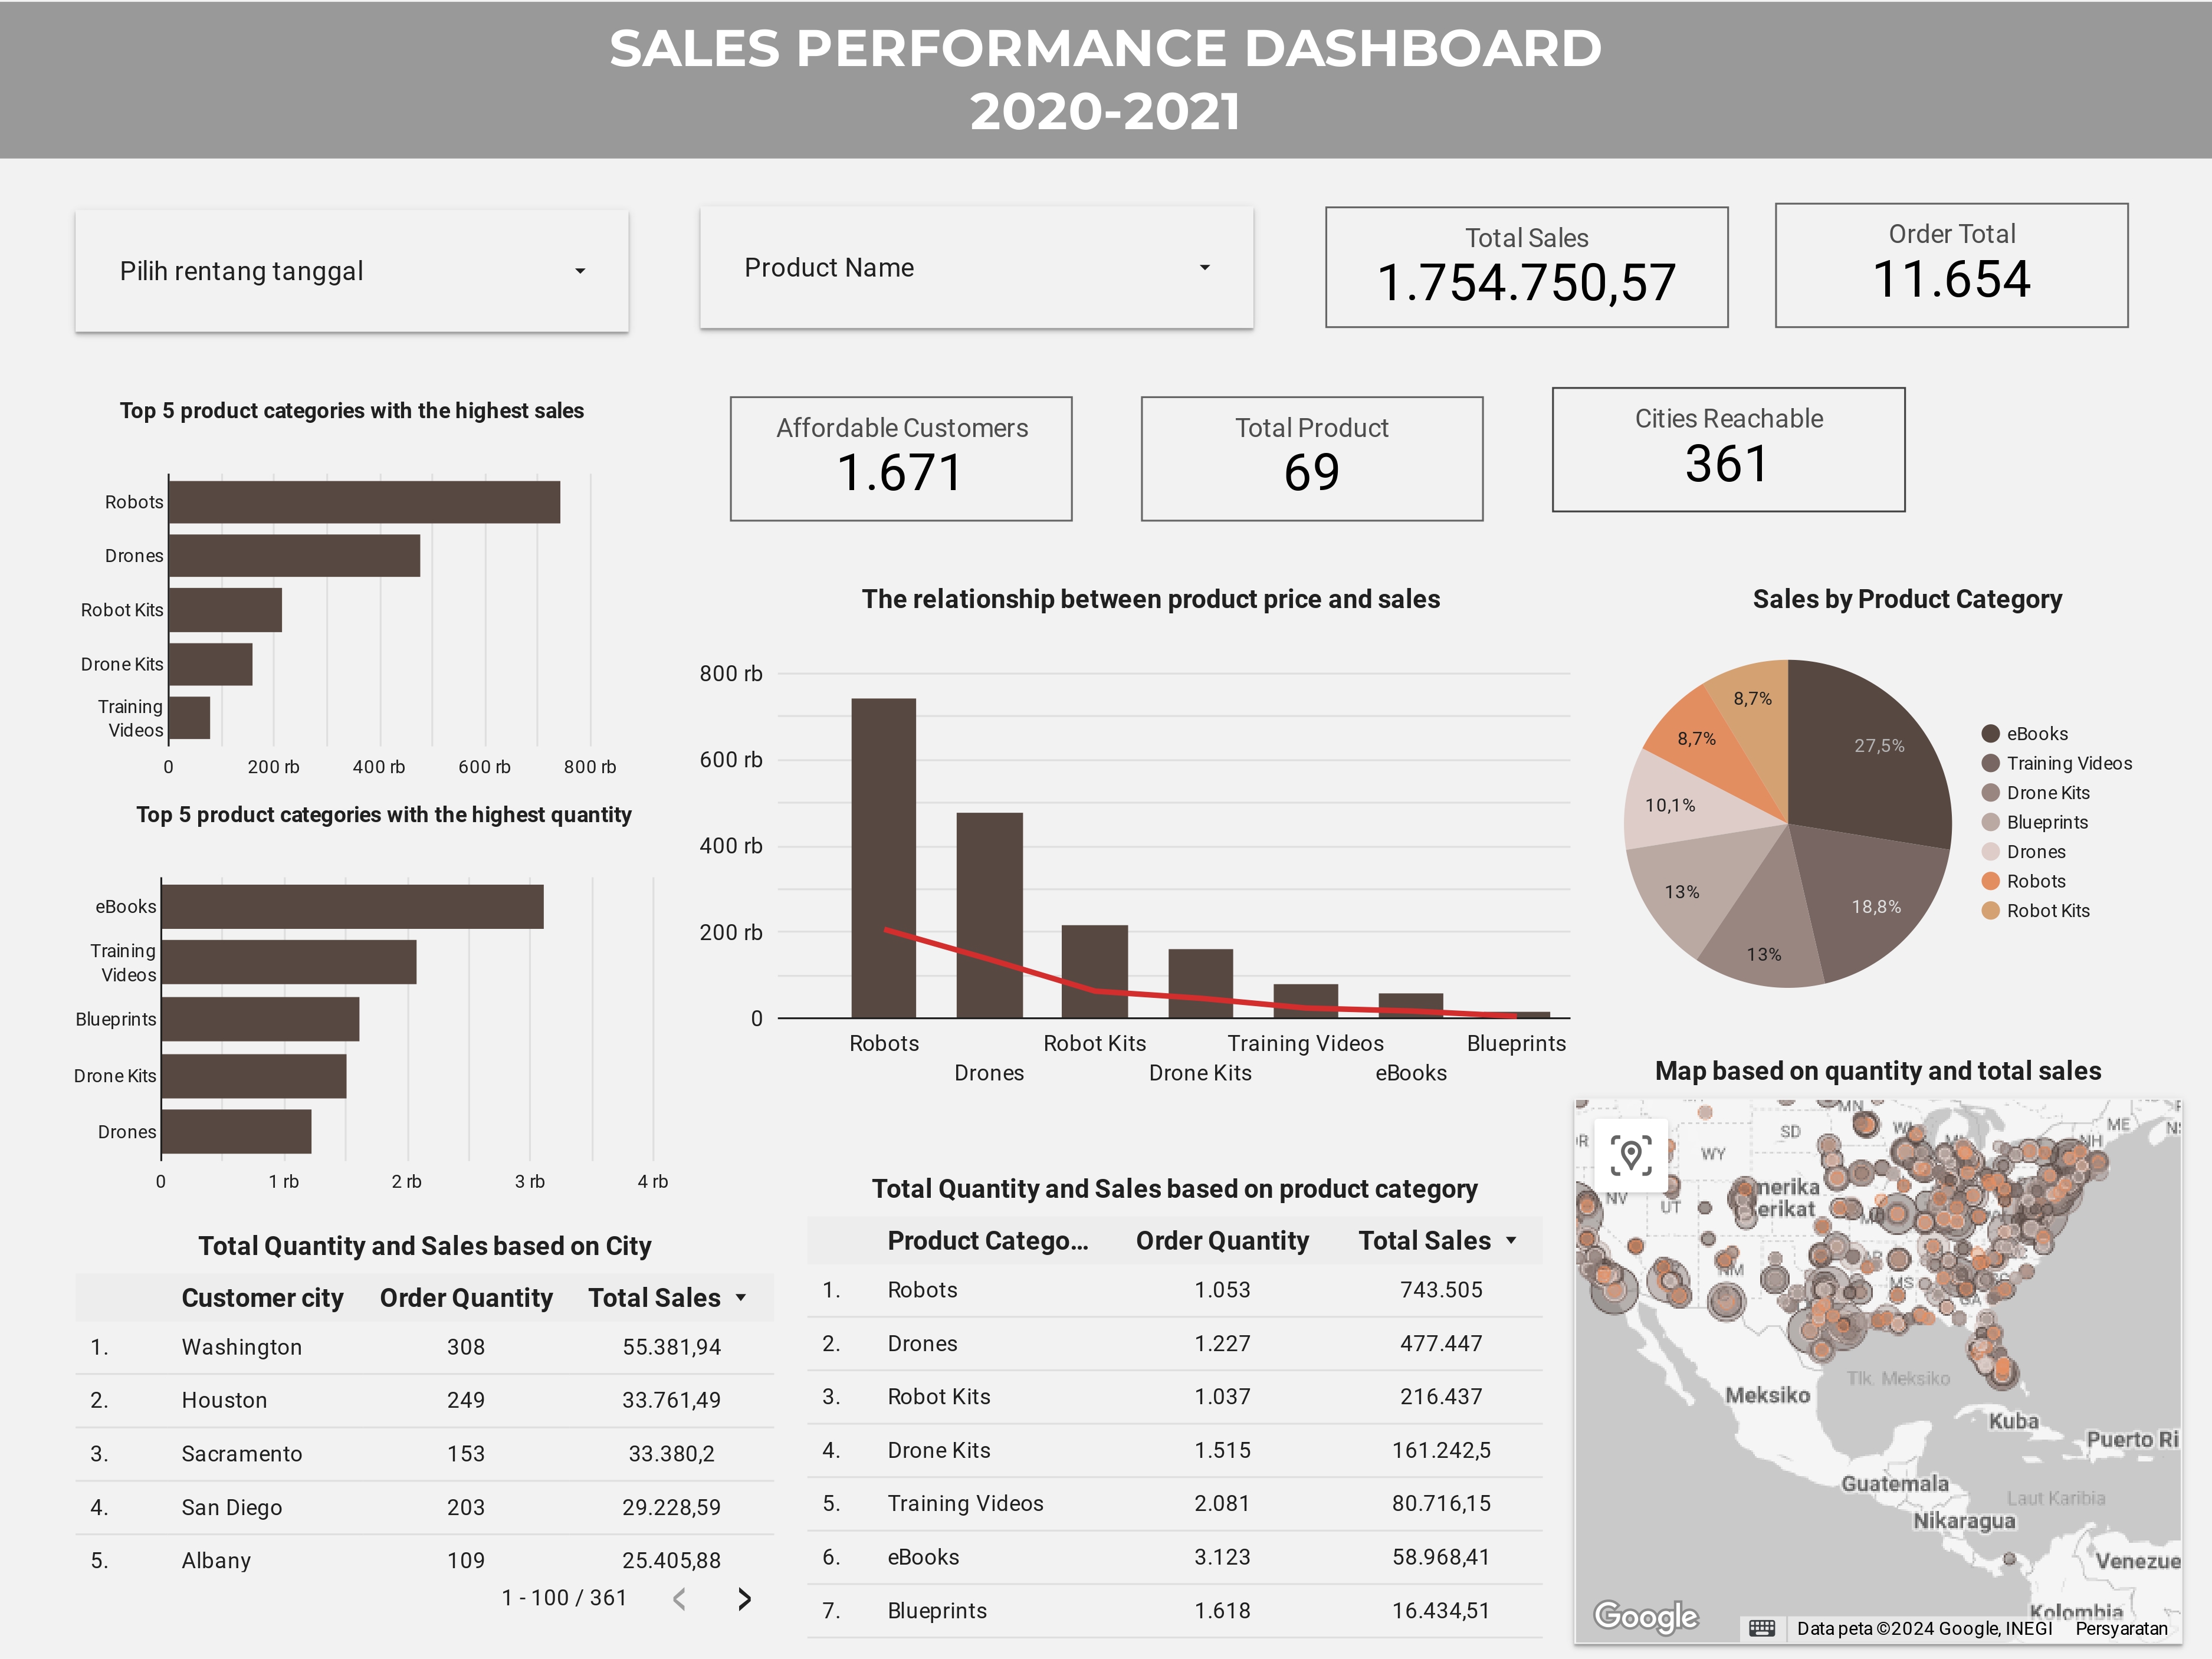 SALES PERFORMANCE DASHBOARD
2020-2021
Pilih rentang tanggal
Product Name
Total Sales
1.754.750,57
Order Total
11.654
Top 5 product categories with the highest sales
Robots
Drones
Robot Kits
Drone Kits
Training
Videos
0 200 rb 400 rb 600 rb 800 rb
Affordable Customers
1.671
Total Product
69
Cities Reachable
361
Top 5 product categories with the highest quantity
eBooks
Training
Videos
Blueprints
Drone Kits
Drones
0 1 rb 2 rb 3 rb 4 rb
The relationship between product price and sales
800 rb
600 rb
400 rb
200 rb
0
Robots Robot Kits Training Videos Blueprints
Drones Drone Kits eBooks
Sales by Product Category
8,7%
27,5%
8,7%
10,1%
13%
18,8%
13%
eBooks
Training Videos
Drone Kits
Blueprints
Drones
Robots
Robot Kits
Total Quantity and Sales based on City
Customer city Order Quantity Total Sales
1. Washington 308 55.381,94
2. Houston 249 33.761,49
3. Sacramento 153 33.380,2
4. San Diego 203 29.228,59
5. Albany 109 25.405,88
1 - 100 / 361
Total Quantity and Sales based on product category
Product Catego... Order Quantity Total Sales
1. Robots 1.053 743.505
2. Drones 1.227 477.447
3. Robot Kits 1.037 216.437
4. Drone Kits 1.515 161.242,5
5. Training Videos 2.081 80.716,15
6. eBooks 3.123 58.968,41
7. Blueprints 1.618 16.434,51
Map based on quantity and total sales
MN
ME
SD
NH
WY
NV
UT
merika
erikat
NM
MS
GA
Tlk. Meksiko
Meksiko
Kuba
Puerto Ri
Guatemala
Laut Karibia
Nikaragua
Venezue
Kolombia
Google
Data peta ©2024 Google, INEGI Persyaratan